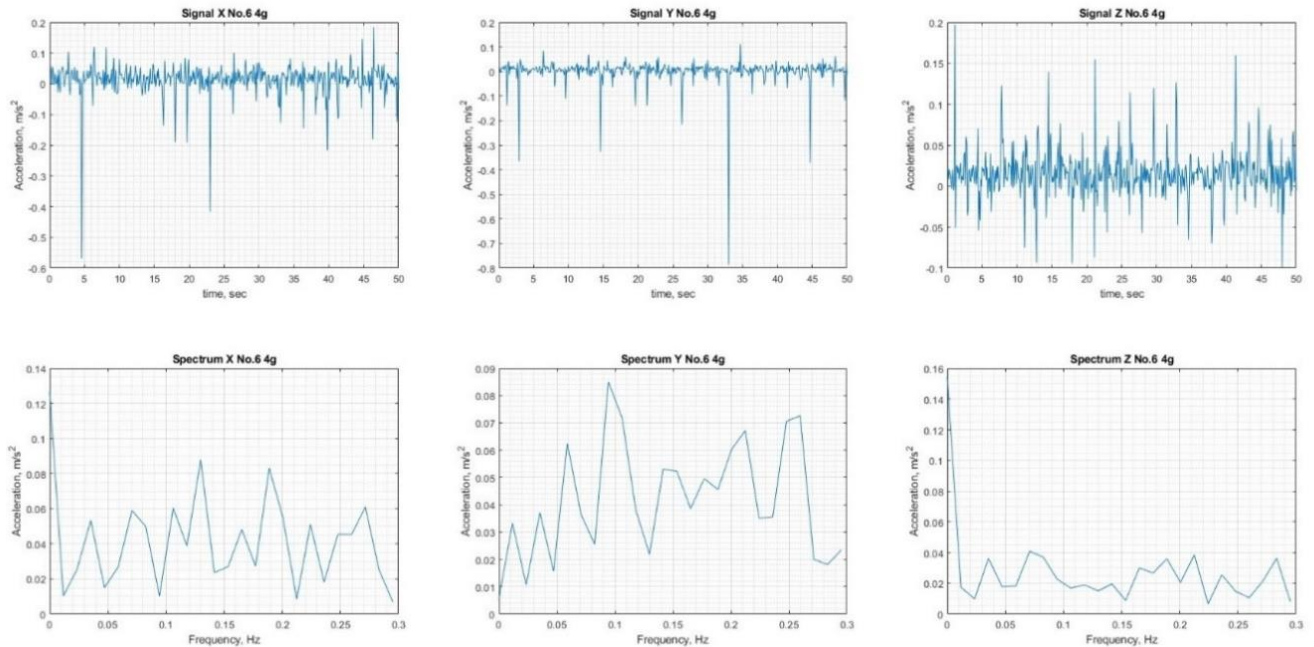 Signal X No.6 4g
0.2
0.1
0
-0.1
-0.2
-0.3
-0.4
-0.5
-0.6
Acceleration, m/s²
0 5 10 15 20 25 30 35 40 45 50
time, sec
Signal Y No.6 4g
0.2
0.1
0
-0.1
-0.2
-0.3
-0.4
-0.5
-0.6
-0.7
-0.8
Acceleration, m/s²
0 5 10 15 20 25 30 35 40 45 50
time, sec
Signal Z No.6 4g
0.2
0.15
0.1
0.05
0
-0.05
-0.1
Acceleration, m/s²
0 5 10 15 20 25 30 35 40 45 50
time, sec
Spectrum X No.6 4g
0.14
0.12
0.1
0.08
0.06
0.04
0.02
0
Acceleration, m/s²
0 0.05 0.1 0.15 0.2 0.25 0.3
Frequency, Hz
Spectrum Y No.6 4g
0.09
0.08
0.07
0.06
0.05
0.04
0.03
0.02
0.01
0
Acceleration, m/s²
0 0.05 0.1 0.15 0.2 0.25 0.3
Frequency, Hz
Spectrum Z No.6 4g
0.16
0.14
0.12
0.1
0.08
0.06
0.04
0.02
0
Acceleration, m/s²
0 0.05 0.1 0.15 0.2 0.25 0.3
Frequency, Hz